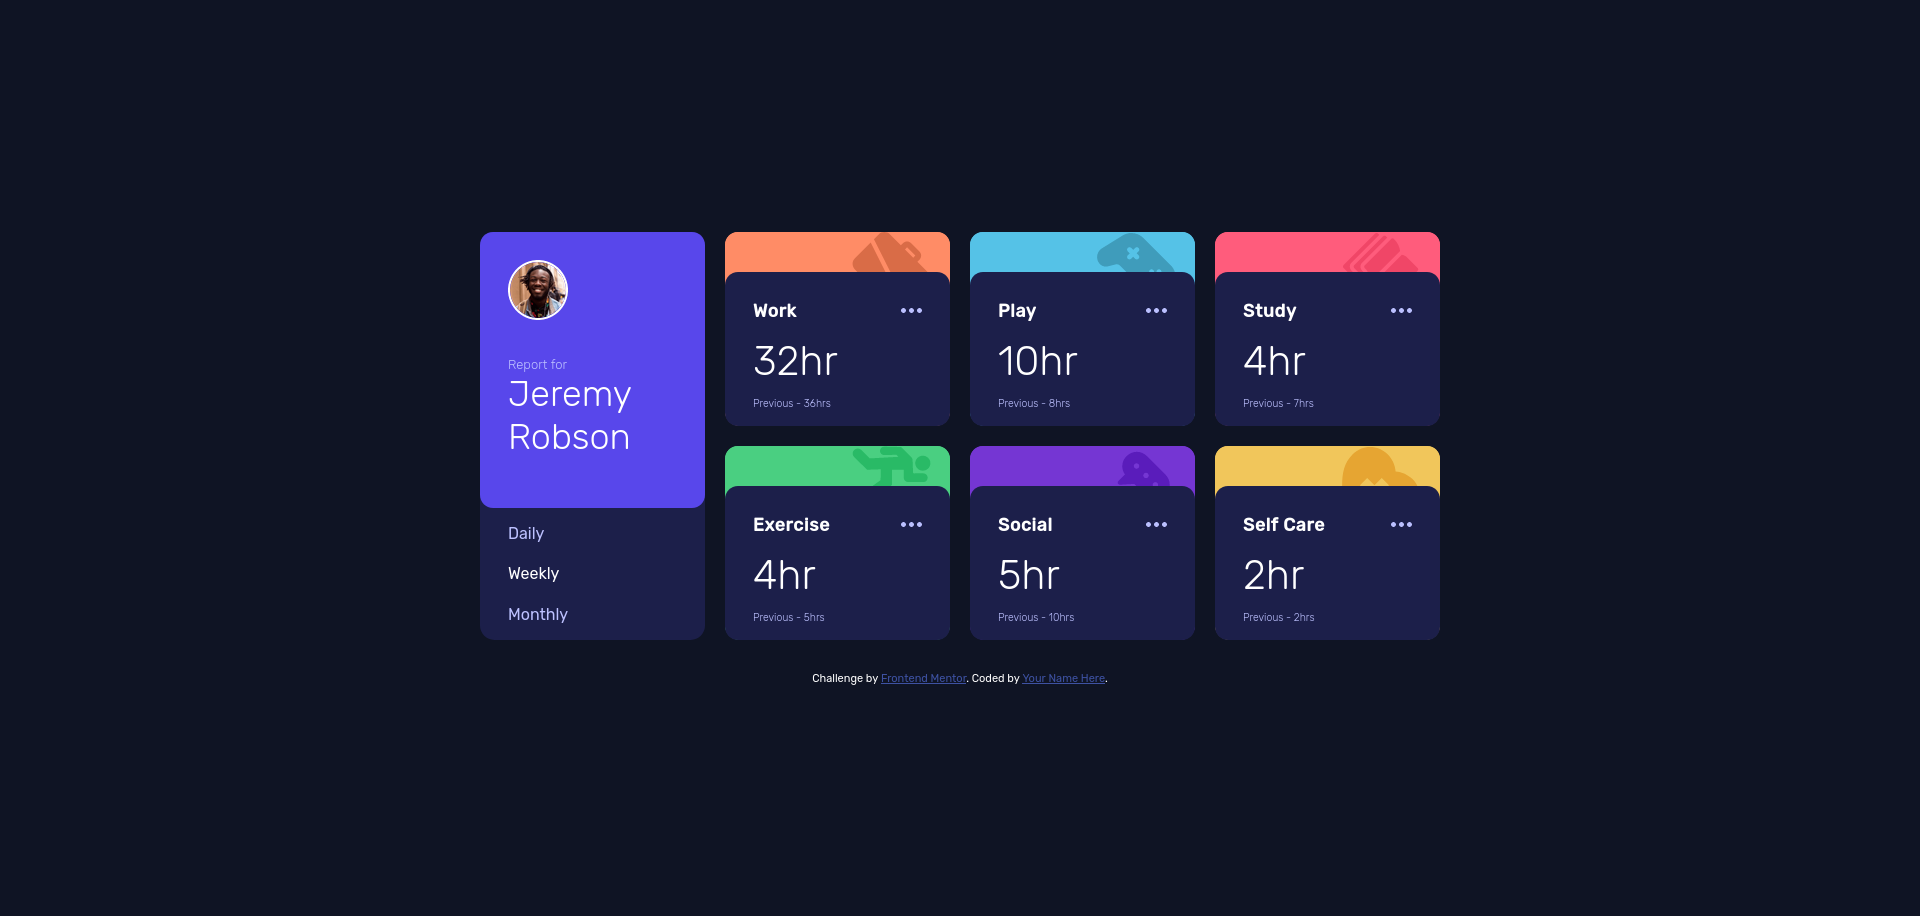 Report for
Jeremy
Robson
Daily
Weekly
Monthly
Work
32hr
Previous - 36hrs
Play
10hr
Previous - 8hrs
Study
4hr
Previous - 7hrs
Exercise
4hr
Previous - 5hrs
Social
5hr
Previous - 10hrs
Self Care
2hr
Previous - 2hrs
Challenge by Frontend Mentor. Coded by Your Name Here.